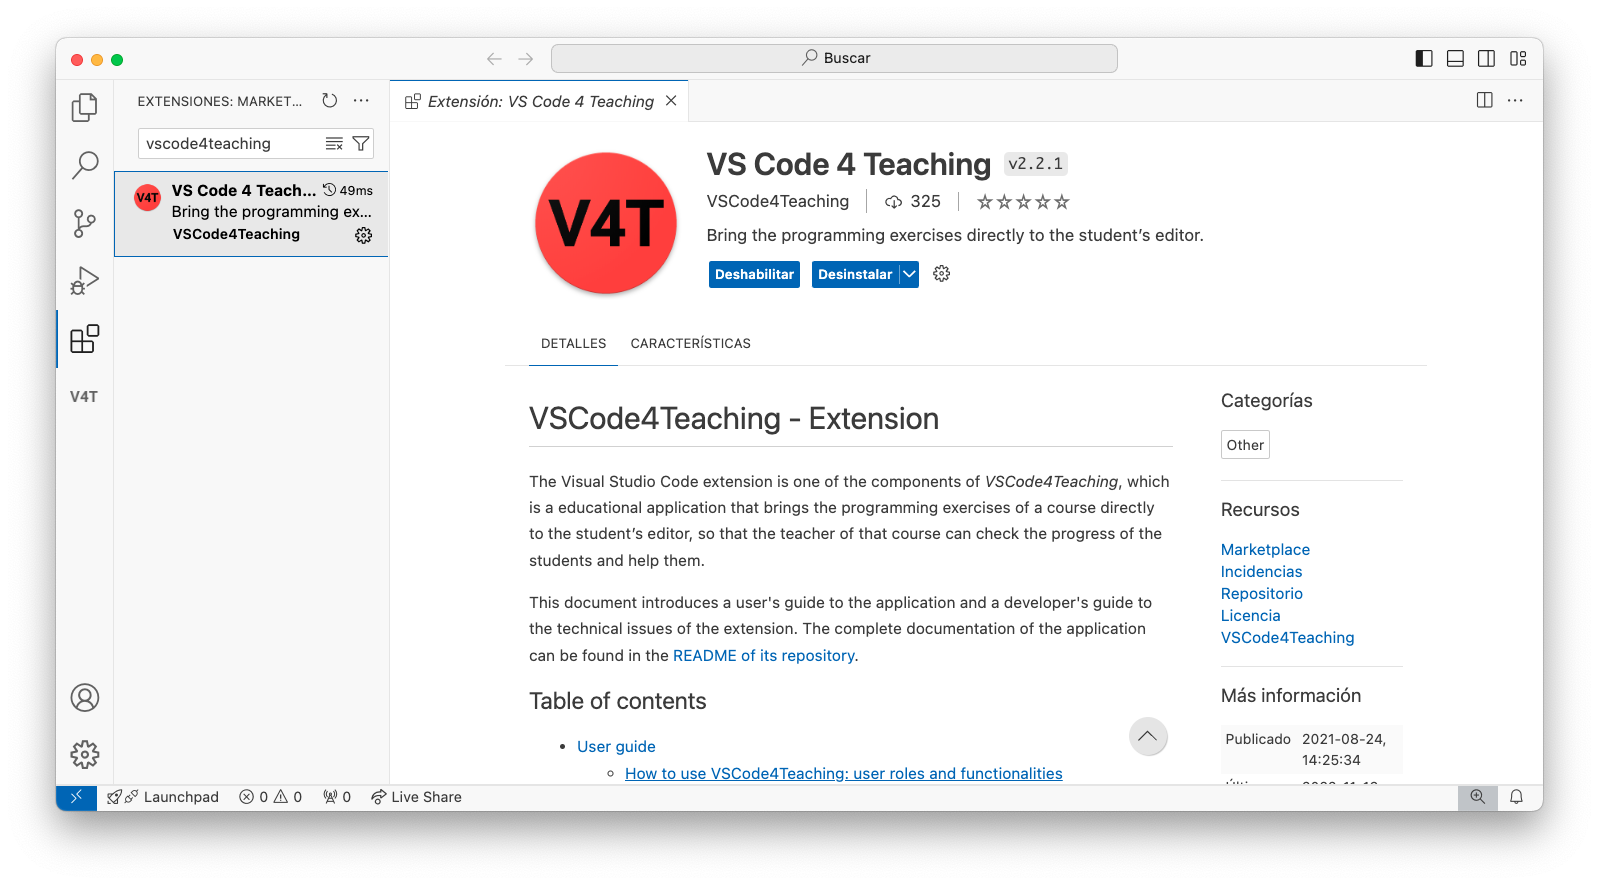 Buscar
EXTENSIONES: MARKET...
Extensión: VS Code 4 Teaching
vscode4teaching
V4T
VS Code 4 Teach...
49ms
Bring the programming ex...
VSCode4Teaching
V4T
V4T
VS Code 4 Teaching
v2.2.1
VSCode4Teaching
325
Bring the programming exercises directly to the student’s editor.
Deshabilitar
Desinstalar
DETALLES
CARACTERÍSTICAS
VSCode4Teaching - Extension
The Visual Studio Code extension is one of the components of VSCode4Teaching, which
is a educational application that brings the programming exercises of a course directly
to the student’s editor, so that the teacher of that course can check the progress of the
students and help them.
This document introduces a user's guide to the application and a developer's guide to
the technical issues of the extension. The complete documentation of the application
can be found in the README of its repository.
Table of contents
• User guide
How to use VSCode4Teaching: user roles and functionalities
Categorías
Other
Recursos
Marketplace
Incidencias
Repositorio
Licencia
VSCode4Teaching
Más información
Publicado 2021-08-24,
14:25:34
Launchpad
0
0
0
Live Share